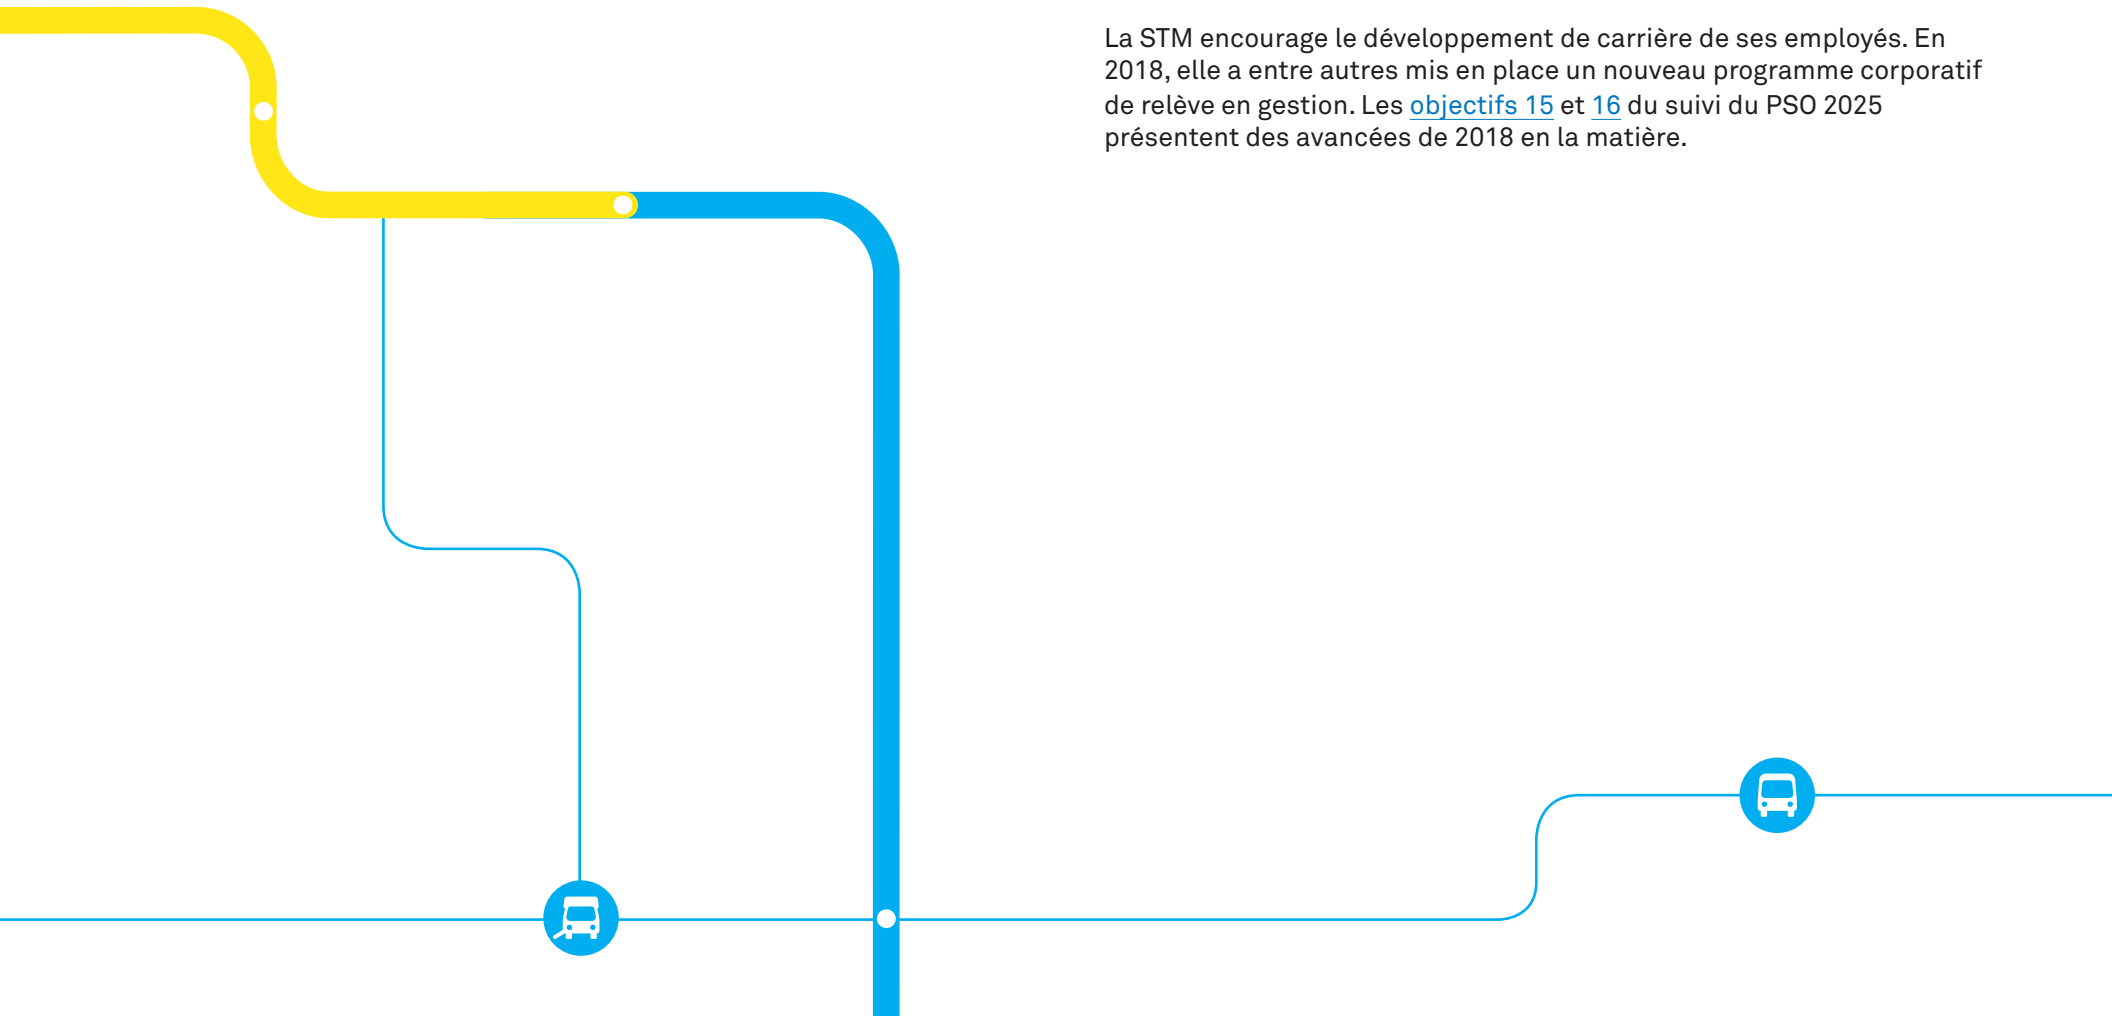 La STM encourage le développement de carrière de ses employés. En
2018, elle a entre autres mis en place un nouveau programme corporatif
de relève en gestion. Les objectifs 15 et 16 du suivi du PSO 2025
présentent des avancées de 2018 en la matière.